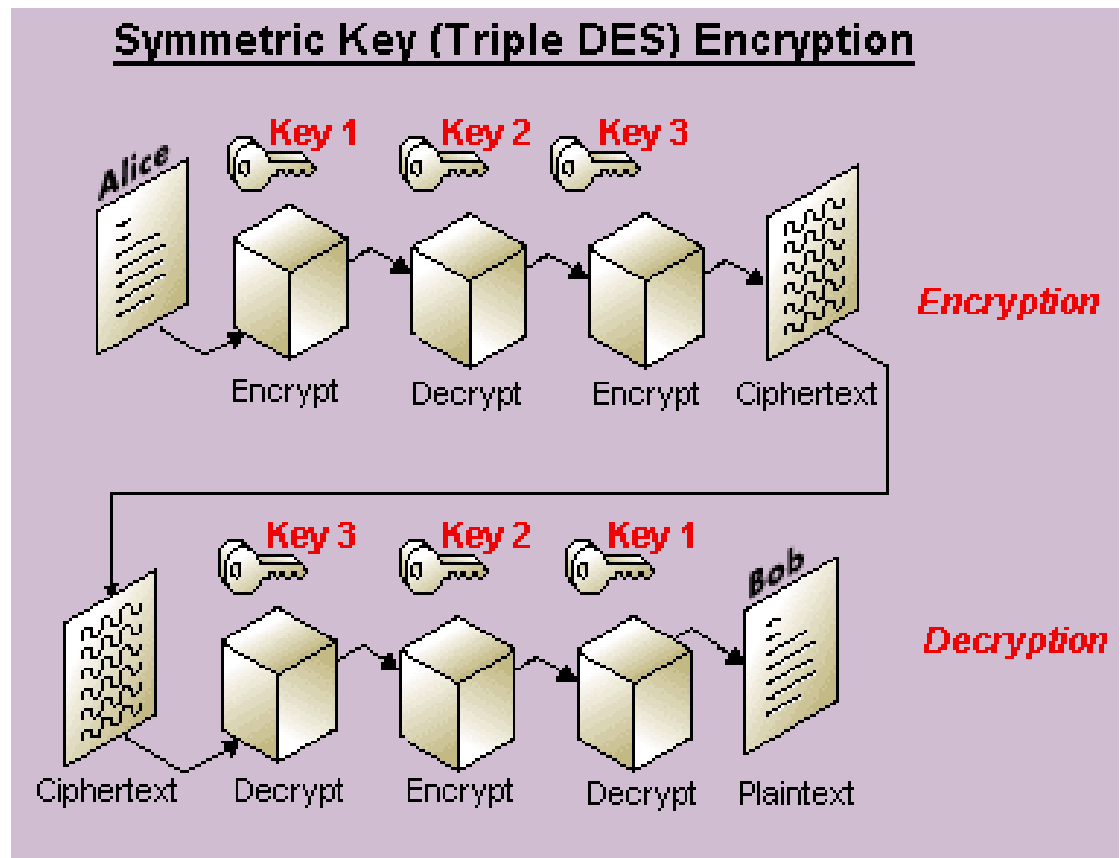 Symmetric Key (Triple DES) Encryption
Key 1 Key 2 Key 3
Alice
Encryption
Encrypt Decrypt Encrypt Ciphertext
Key 3 Key 2 Key 1
Bob
Decryption
Ciphertext Decrypt Encrypt Decrypt Plaintext